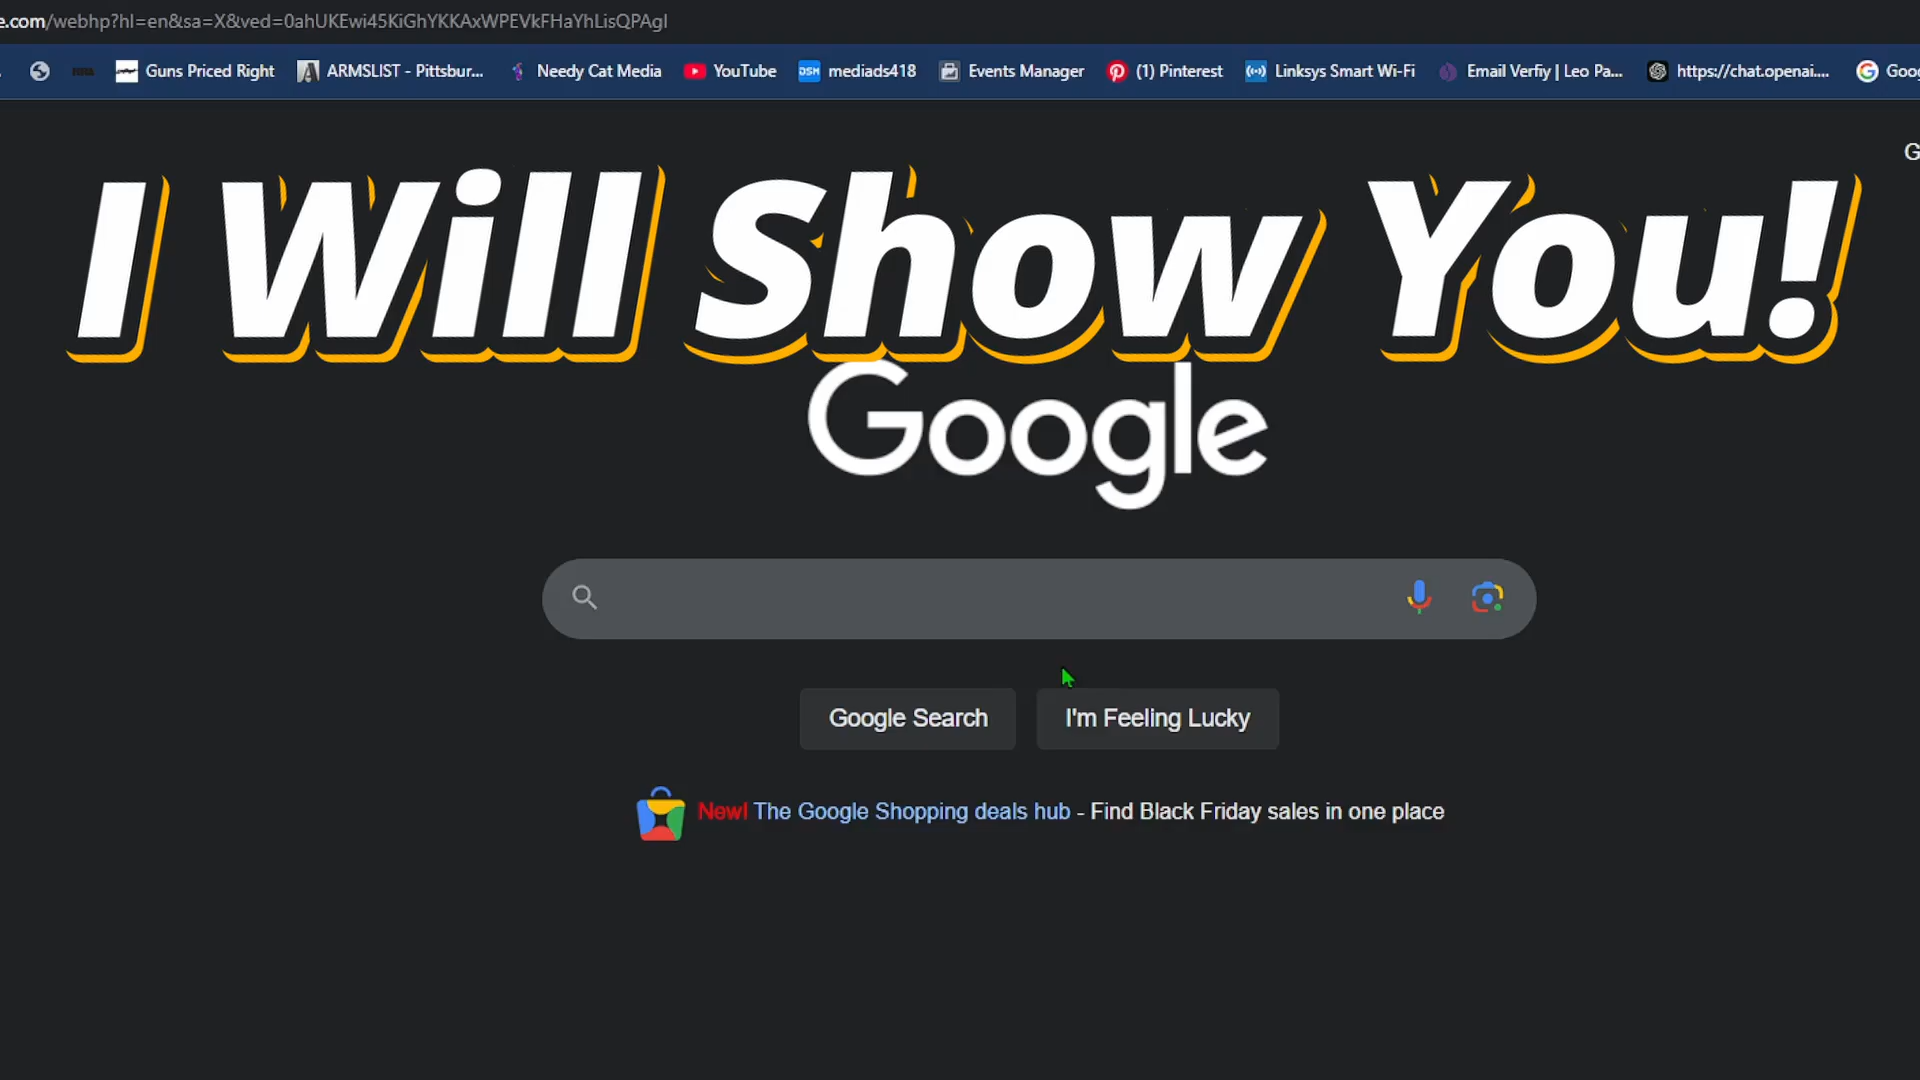 e.com/webhp?hl=en&sa=X&ved=0ahUKEwi45KiGhYKKAxWPEVkFHaYhLisQPAgI
Guns Priced Right ARMSLIST - Pittsbur... Needy Cat Media YouTube DSM mediads418 Events Manager (1) Pinterest Linksys Smart Wi-Fi Email Verfiy | Leo Pa... https://chat.openai.... Goog
G
I Will Show You!
Google
Google Search I'm Feeling Lucky
New! The Google Shopping deals hub - Find Black Friday sales in one place